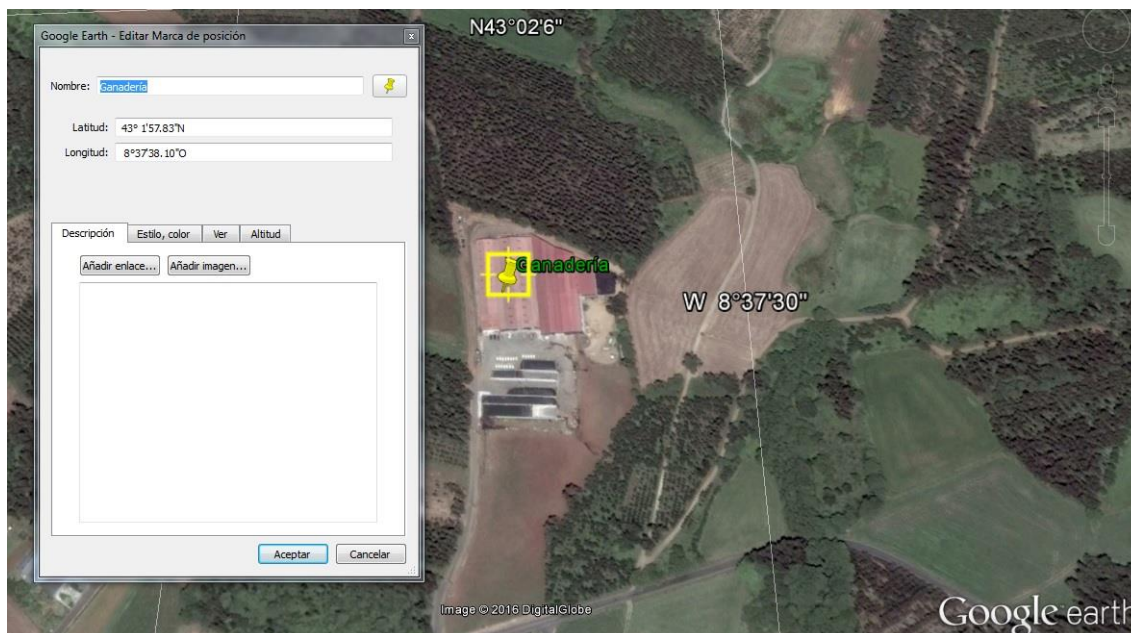 Google Earth - Editar Marca de posición
x
Nombre: Ganadería
Latitud: 43° 1'57.83"N
Longitud: 8°37'38.10"O
Descripción Estilo, color Ver Altitud
Añadir enlace... Añadir imagen...
Aceptar Cancelar
N43°02'6"
Ganadería
W 8°37'30"
Image © 2016 DigitalGlobe
Google earth